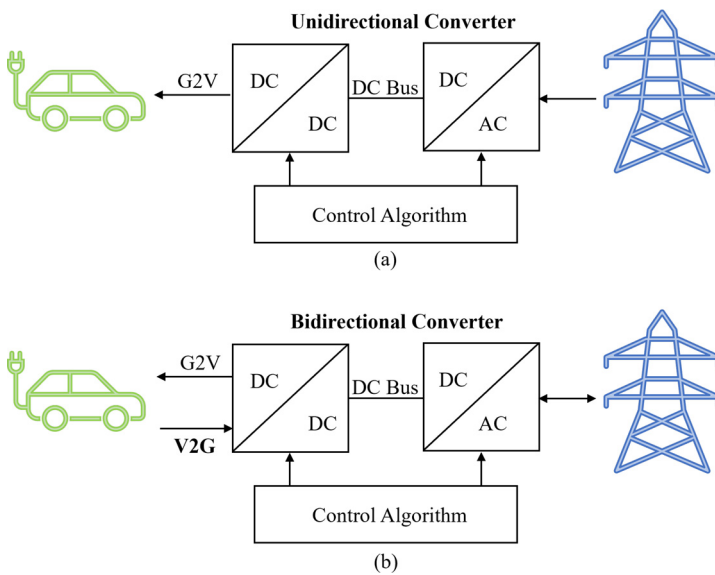 Unidirectional Converter
G2V
DC
DC
DC Bus
DC
AC
Control Algorithm
(a)
Bidirectional Converter
G2V
V2G
DC
DC
DC Bus
DC
AC
Control Algorithm
(b)